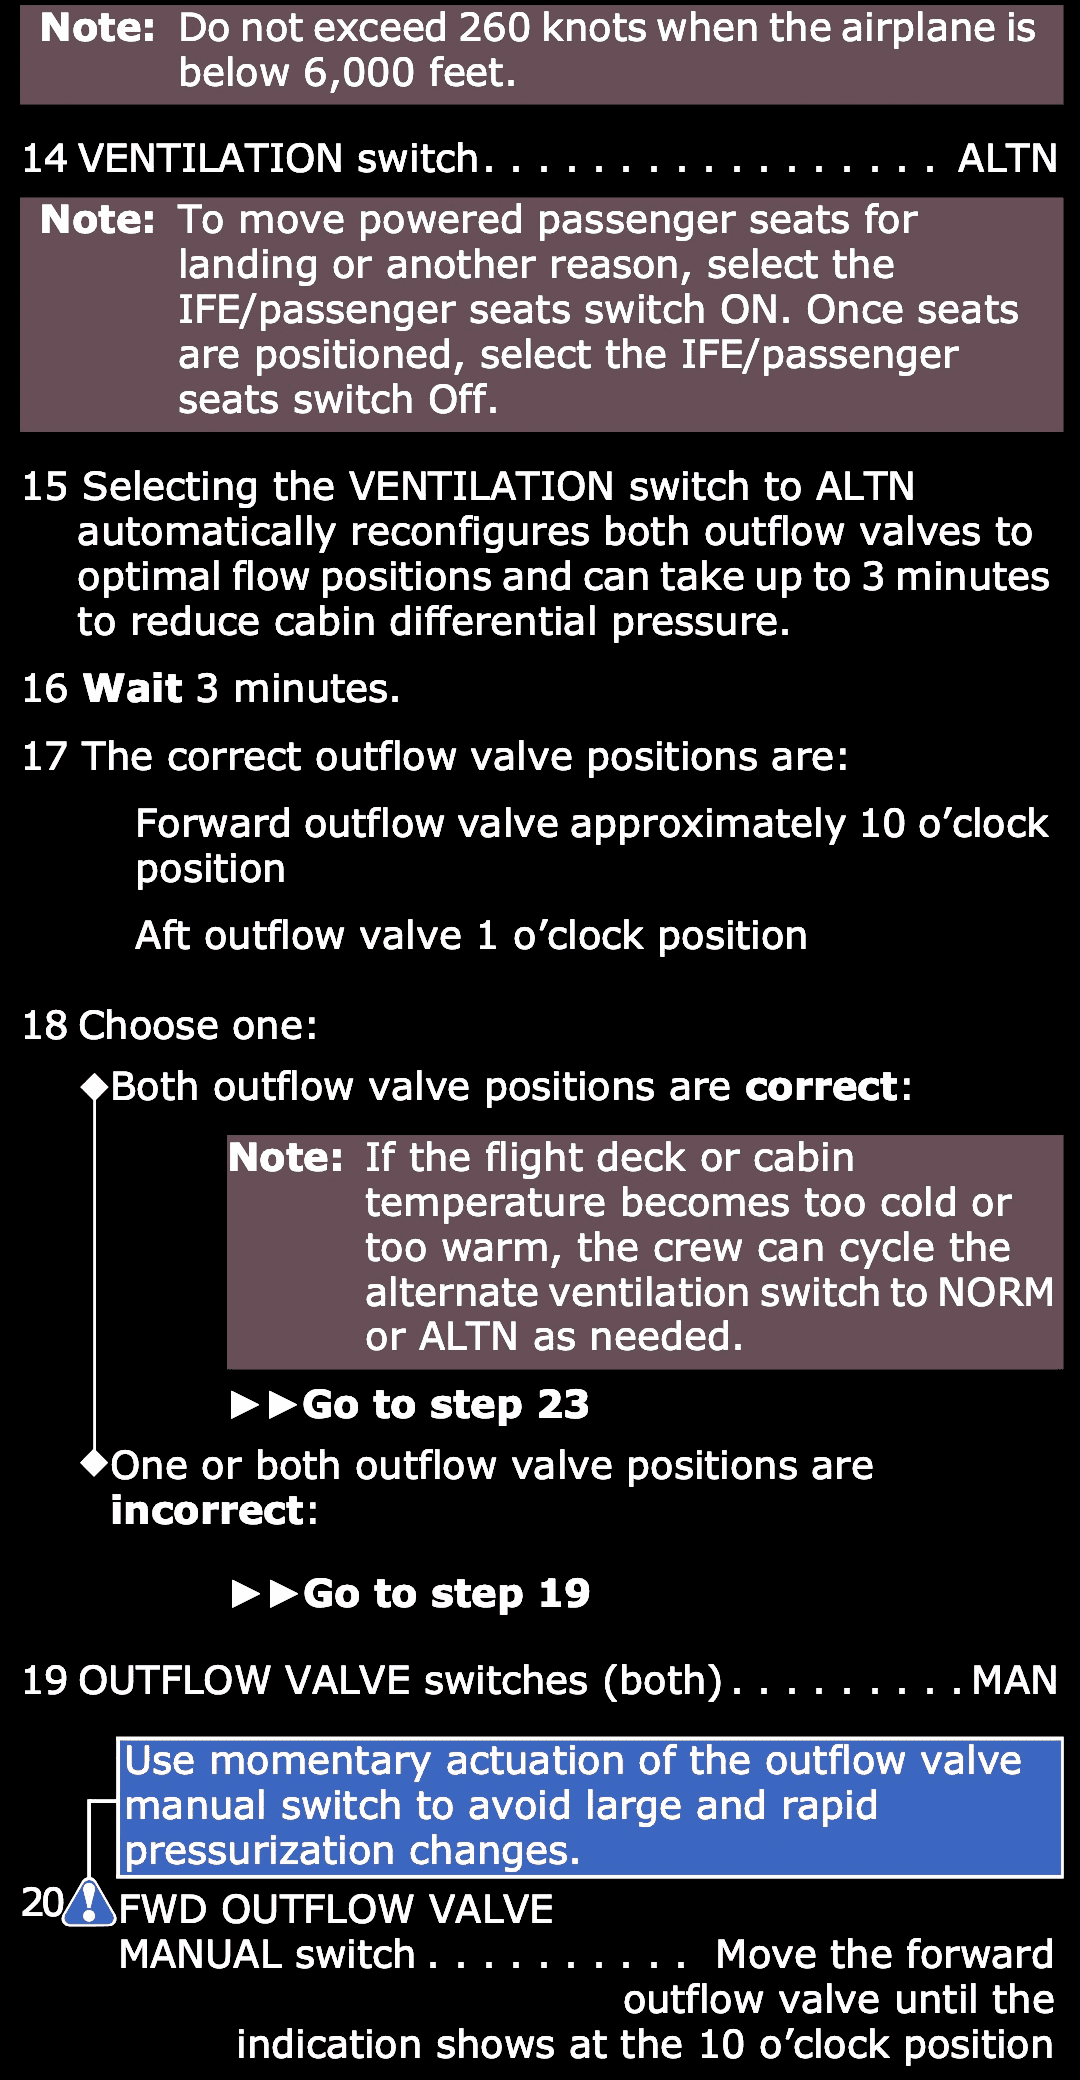 Note: Do not exceed 260 knots when the airplane is
below 6,000 feet.
14 VENTILATION switch. . . . . . . . . . . . . . . . . ALTN
Note: To move powered passenger seats for
landing or another reason, select the
IFE/passenger seats switch ON. Once seats
are positioned, select the IFE/passenger
seats switch Off.
15 Selecting the VENTILATION switch to ALTN
automatically reconfigures both outflow valves to
optimal flow positions and can take up to 3 minutes
to reduce cabin differential pressure.
16 Wait 3 minutes.
17 The correct outflow valve positions are:
Forward outflow valve approximately 10 o’clock
position
Aft outflow valve 1 o’clock position
18 Choose one:
◆Both outflow valve positions are correct:
Note: If the flight deck or cabin
temperature becomes too cold or
too warm, the crew can cycle the
alternate ventilation switch to NORM
or ALTN as needed.
►►Go to step 23
◆One or both outflow valve positions are
incorrect:
►►Go to step 19
19 OUTFLOW VALVE switches (both) . . . . . . . . . MAN
Use momentary actuation of the outflow valve
manual switch to avoid large and rapid
pressurization changes.
20 ! FWD OUTFLOW VALVE
MANUAL switch . . . . . . . . . . Move the forward
outflow valve until the
indication shows at the 10 o’clock position